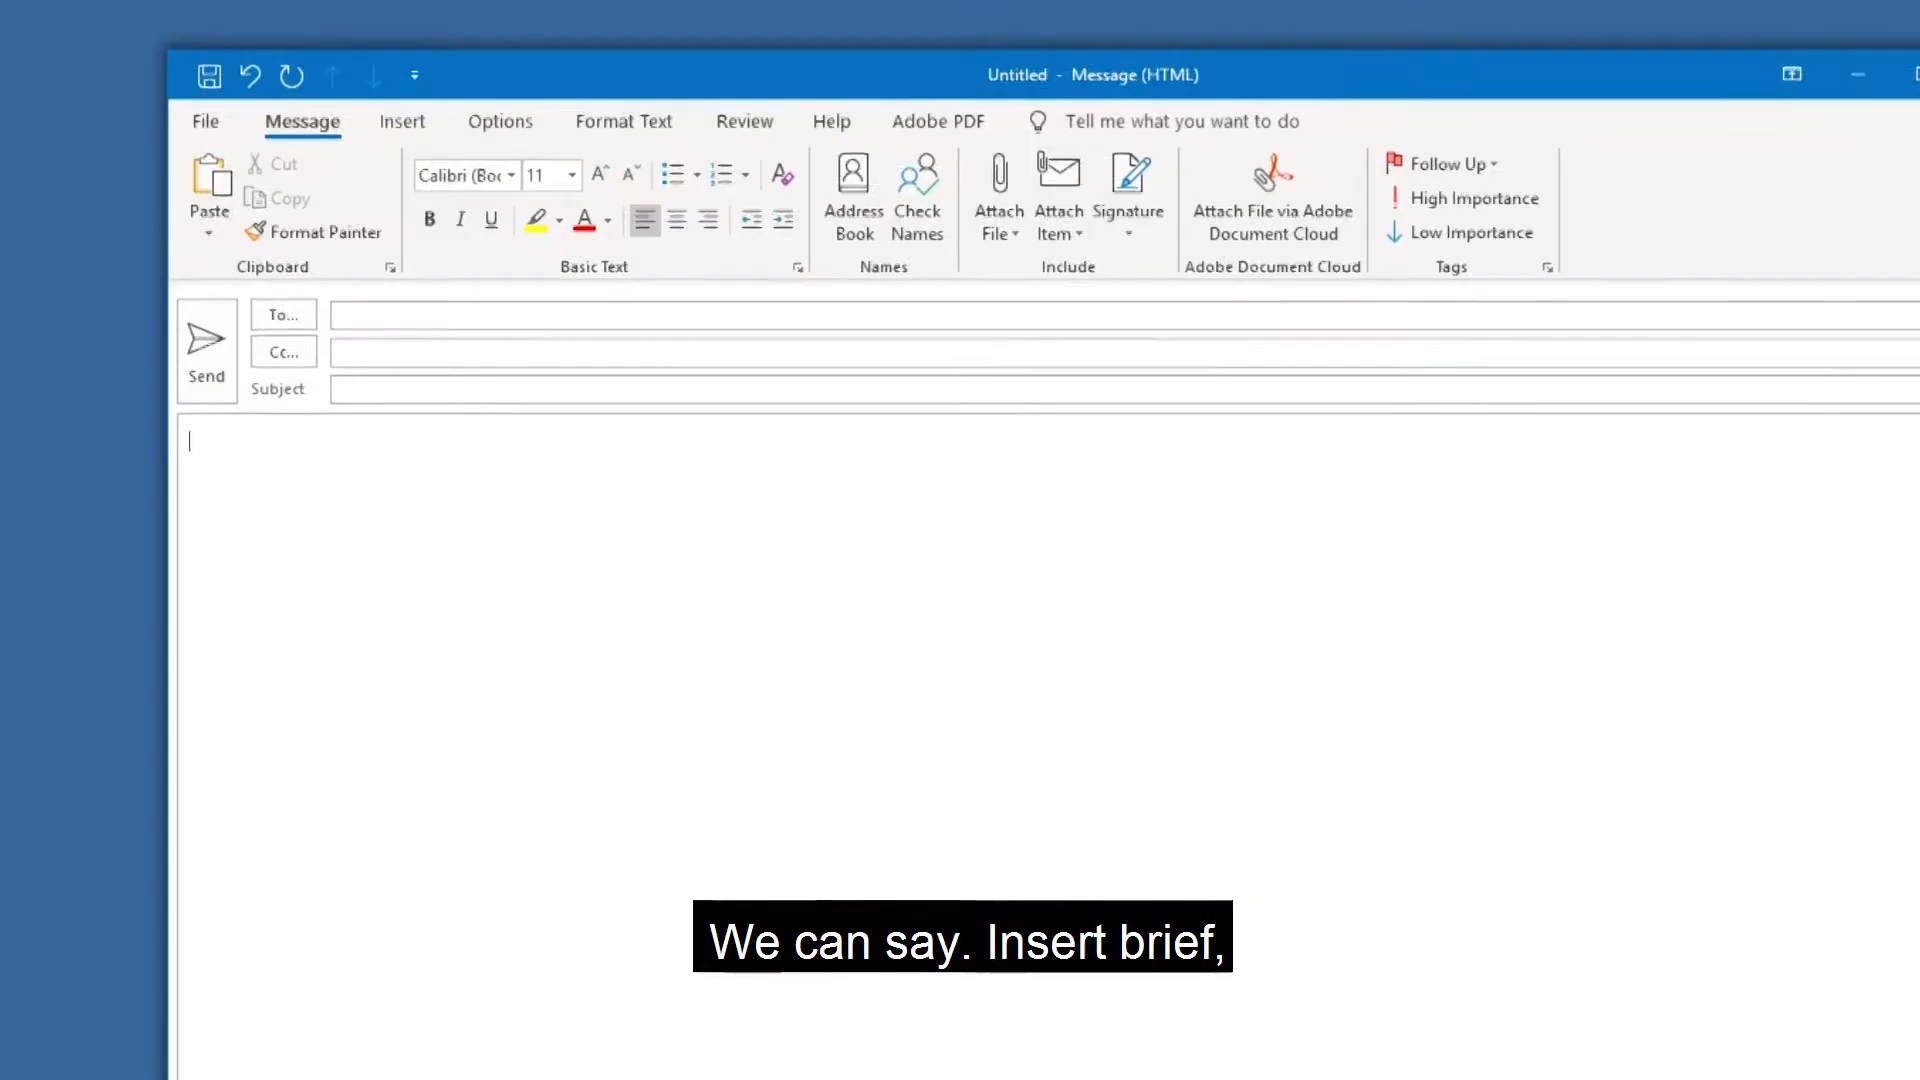 Untitled - Message (HTML)
File Message Insert Options Format Text Review Help Adobe PDF Tell me what you want to do
Paste
Cut
Copy
Format Painter
Clipboard
Calibri (Boc 11
B I U
Basic Text
Address Book
Check Names
Names
Attach File
Attach Item
Signature
Include
Attach File via Adobe Document Cloud
Adobe Document Cloud
Follow Up
High Importance
Low Importance
Tags
Send
To...
Cc...
Subject
We can say. Insert brief,